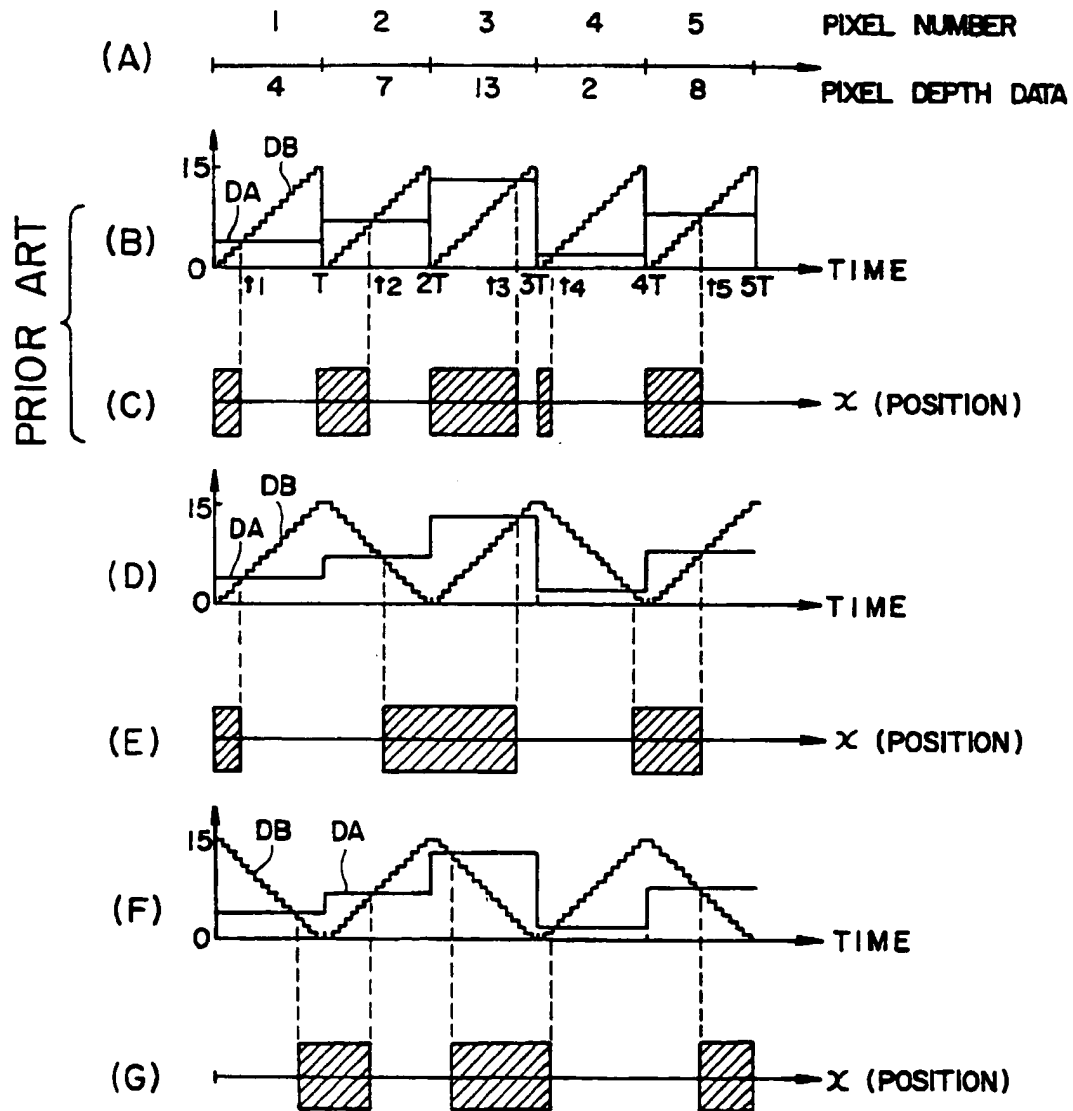 1 2 3 4 5 PIXEL NUMBER
(A)
4 7 13 2 8 PIXEL DEPTH DATA
PRIOR ART
15 DB
DA
(B)
0 TIME
t1 T t2 2T t3 3T t4 4T t5 5T
(C) x (POSITION)
15 DB
DA
(D)
0 TIME
(E) x (POSITION)
15 DB DA
(F)
0 TIME
(G) x (POSITION)